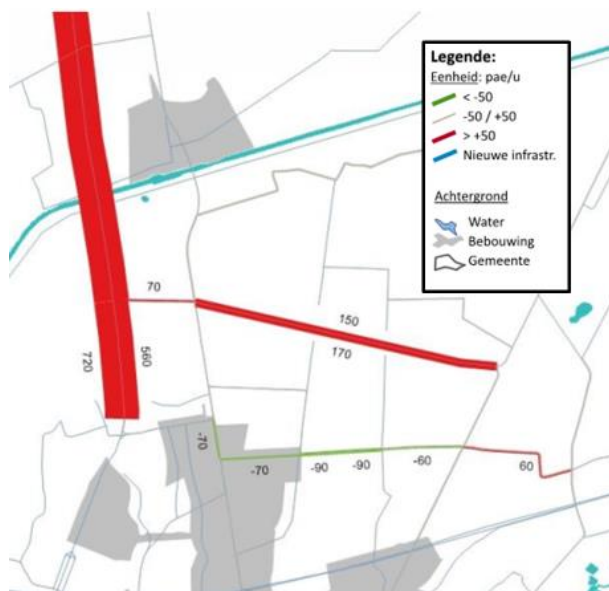 Legende:
Eenheid: pae/u
< -50
-50 / +50
> +50
Nieuwe infrastr.
Achtergrond
Water
Bebouwing
Gemeente
70
150
170
720
560
-70
-70
-90
-90
-60
60